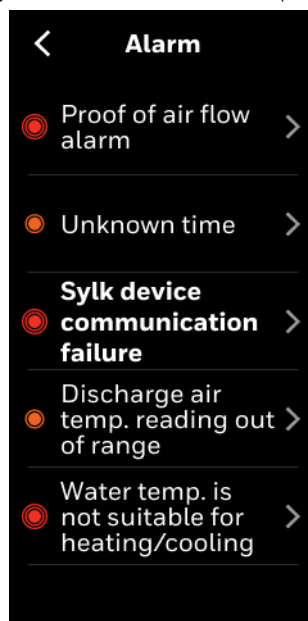 Alarm
Proof of air flow
alarm
Unknown time
Sylk device
communication
failure
Discharge air
temp. reading out
of range
Water temp. is
not suitable for
heating/cooling